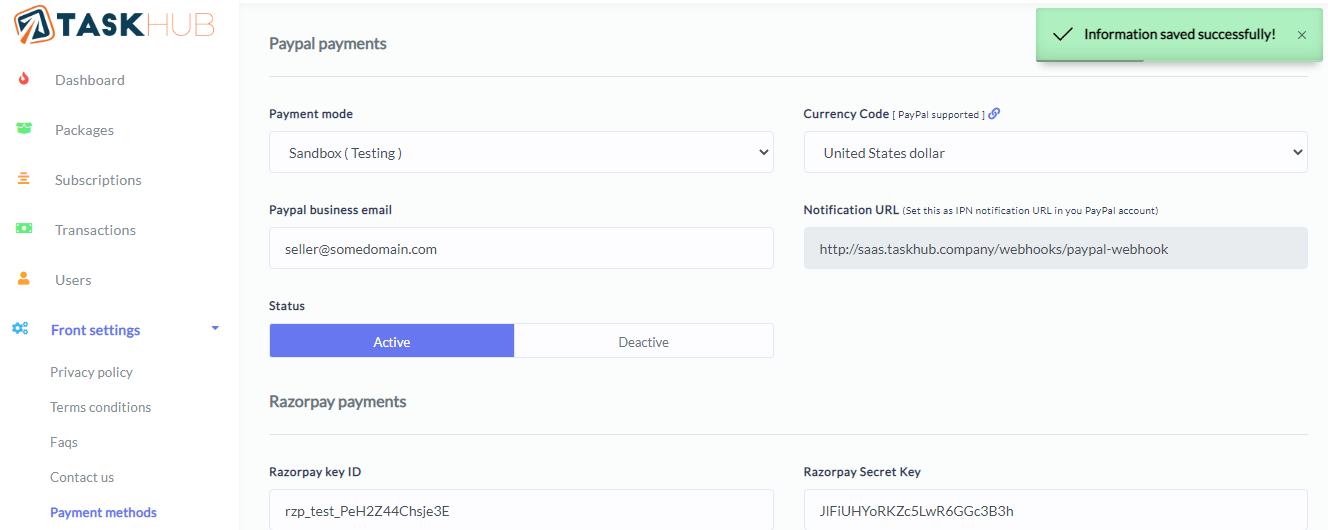 TASKHUB
Dashboard
Packages
Subscriptions
Transactions
Users
Front settings
Privacy policy
Terms conditions
Faqs
Contact us
Payment methods
Information saved successfully! ×
Paypal payments
Payment mode
Sandbox ( Testing )
Currency Code [ PayPal supported ]
United States dollar
Paypal business email
seller@somedomain.com
Notification URL (Set this as IPN notification URL in you PayPal account)
http://saas.taskhub.company/webhooks/paypal-webhook
Status
Active
Deactive
Razorpay payments
Razorpay key ID
rzp_test_PeH2Z44Chsje3E
Razorpay Secret Key
JlFiUHYoRKZc5LwR6GGc3B3h